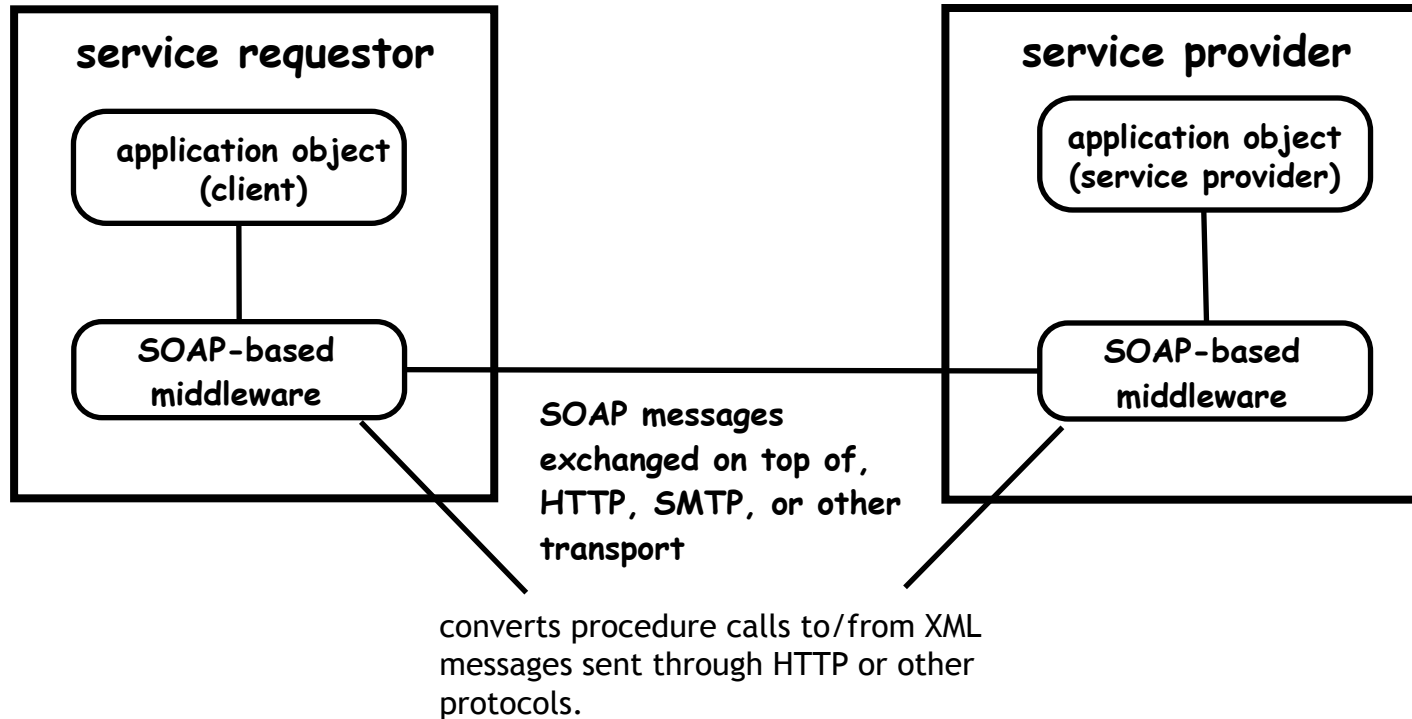 service requestor
application object
(client)
SOAP-based
middleware
service provider
application object
(service provider)
SOAP-based
middleware
SOAP messages
exchanged on top of,
HTTP, SMTP, or other
transport
converts procedure calls to/from XML
messages sent through HTTP or other
protocols.